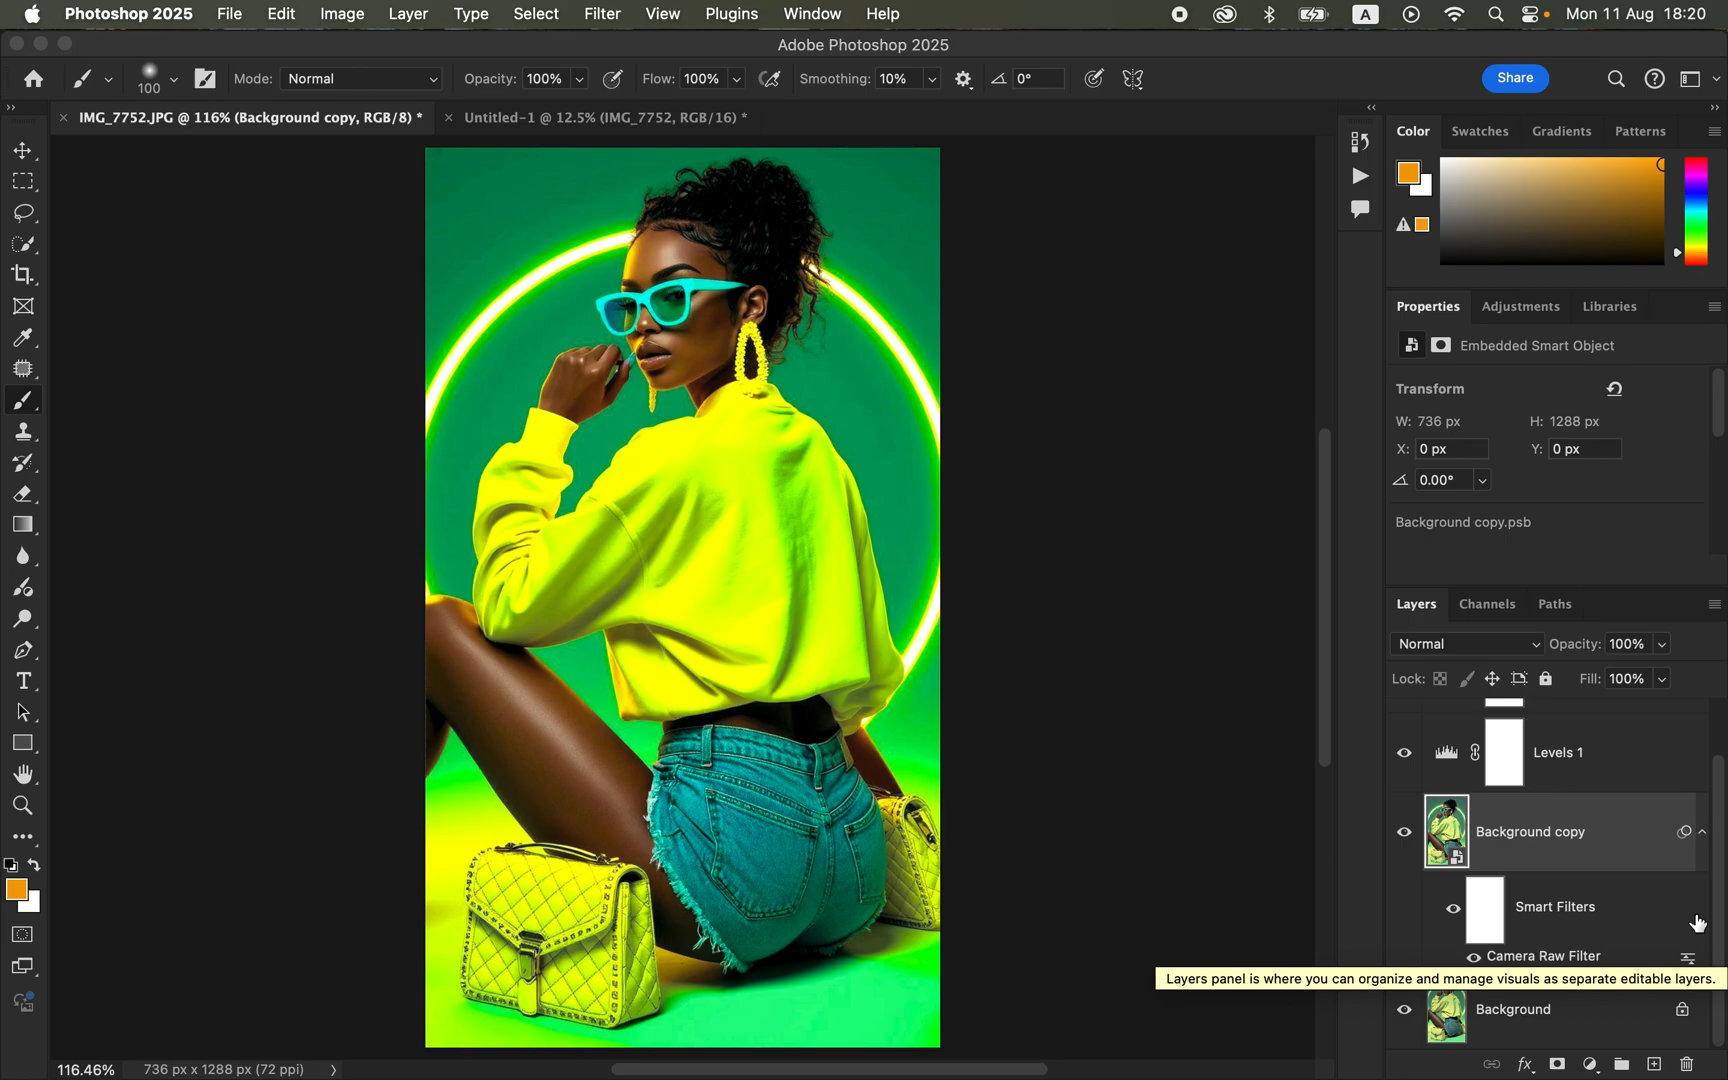 Photoshop 2025 File Edit Image Layer Type Select Filter View Plugins Window Help A Mon 11 Aug 18:20
Adobe Photoshop 2025
100 Mode: Normal Opacity: 100% Flow: 100% Smoothing: 10% 0° Share
IMG_7752.JPG @ 116% (Background copy, RGB/8) * Untitled-1 @ 12.5% (IMG_7752, RGB/16) *
Color Swatches Gradients Patterns
Properties Adjustments Libraries
Embedded Smart Object
Transform
W: 736 px H: 1288 px
X: 0 px Y: 0 px
0.00°
Background copy.psb
Layers Channels Paths
Normal Opacity: 100%
Lock: Fill: 100%
Levels 1
Background copy
Smart Filters
Camera Raw Filter
Layers panel is where you can organize and manage visuals as separate editable layers.
Background
116.46% 736 px x 1288 px (72 ppi)